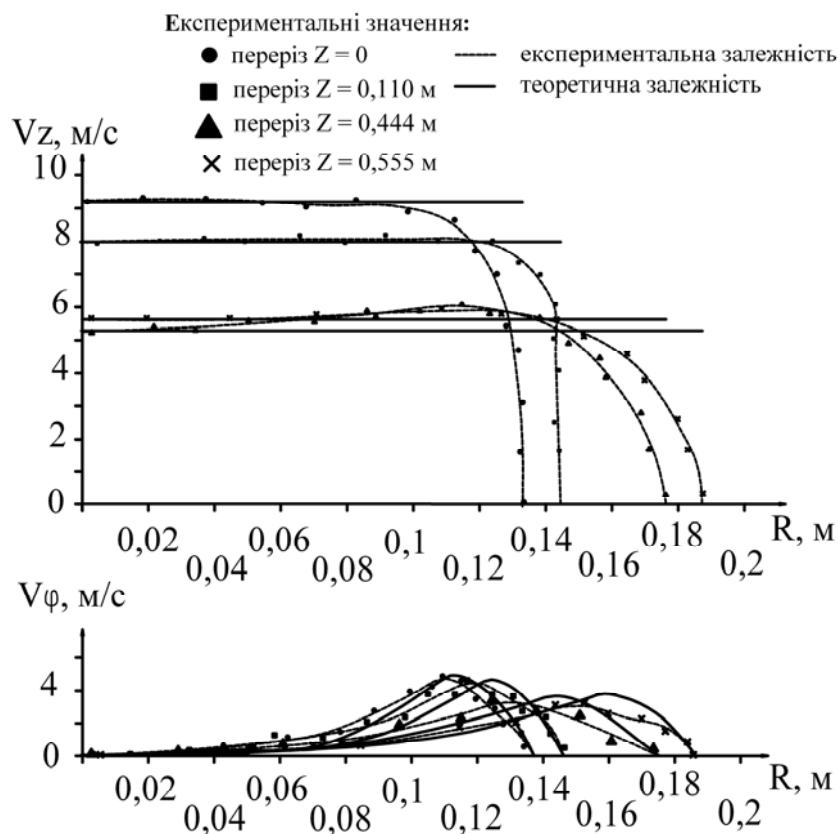 Експериментальні значення:
переріз Z = 0
переріз Z = 0,110 м
переріз Z = 0,444 м
переріз Z = 0,555 м
експериментальна залежність
теоретична залежність
Vz, м/с
10
8
6
4
2
0
0,02 0,06 0,1 0,14 0,18 R, м
0,04 0,08 0,12 0,16 0,2
Vφ, м/с
4
0
0,02 0,06 0,1 0,14 0,18 R, м
0,04 0,08 0,12 0,16 0,2